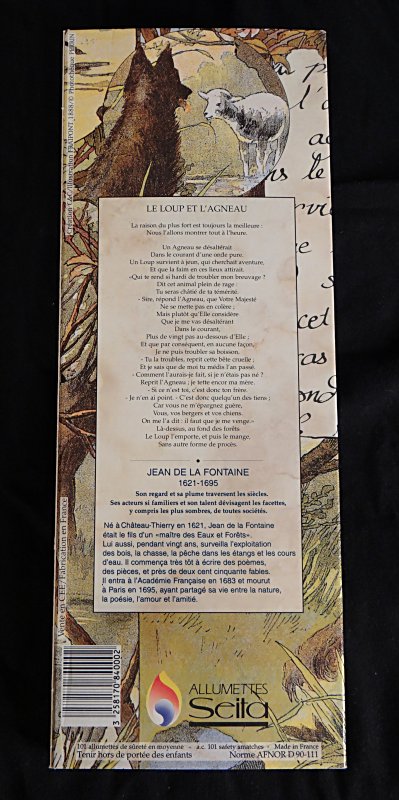 LE LOUP ET L'AGNEAU
La raison du plus fort est toujours la meilleure :
Nous l'allons montrer tout à l'heure.
Un Agneau se désaltérait
Dans le courant d'une onde pure.
Un Loup survient à jeun, qui cherchait aventure,
Et que la faim en ces lieux attirait.
«Qui te rend si hardi de troubler mon breuvage ?
Dit cet animal plein de rage :
Tu seras châtié de ta témérité.
- Sire, répond l'Agneau, que Votre Majesté
Ne se mette pas en colère ;
Mais plutôt qu'Elle considère
Que je me vas désaltérant
Dans le courant,
Plus de vingt pas au-dessous d'Elle ;
Et que par conséquent, en aucune façon,
Je ne puis troubler sa boisson.
- Tu la troubles, reprit cette bête cruelle ;
Et je sais que de moi tu médis l'an passé.
- Comment l'aurais-je fait, si je n'étais pas né ?
Reprit l'Agneau ; je tette encor ma mère.
- Si ce n'est toi, c'est donc ton frère.
- Je n'en ai point. - C'est donc quelqu'un des tiens ;
Car vous ne m'épargnez guère,
Vous, vos bergers et vos chiens.
On me l'a dit : il faut que je me venge.»
Là-dessus, au fond des forêts
Le Loup l'emporte, et puis le mange,
Sans autre forme de procès.
JEAN DE LA FONTAINE
1621-1695
Son regard et sa plume traversent les siècles.
Ses acteurs si familiers et son talent dévisagent les facettes,
y compris les plus sombres, de toutes sociétés.
Né à Château-Thierry en 1621, Jean de la Fontaine
était le fils d'un «maître des Eaux et Forêts».
Lui aussi, pendant vingt ans, surveilla l'exploitation
des bois, la chasse, la pêche dans les étangs et les cours
d'eau. Il commença très tôt à écrire des poèmes,
des pièces, et près de deux cent cinquante fables.
Il entra à l'Académie Française en 1683 et mourut
à Paris en 1695, ayant partagé sa vie entre la nature,
la poésie, l'amour et l'amitié.
Vente en CEE / Fabrication en France
3 258170 840002
ALLUMETTES
Seita
101 allumettes de sûreté en moyenne - a.c. 101 safety amatches - Made in France
Tenir hors de portée des enfants Norme AFNOR D 90-111